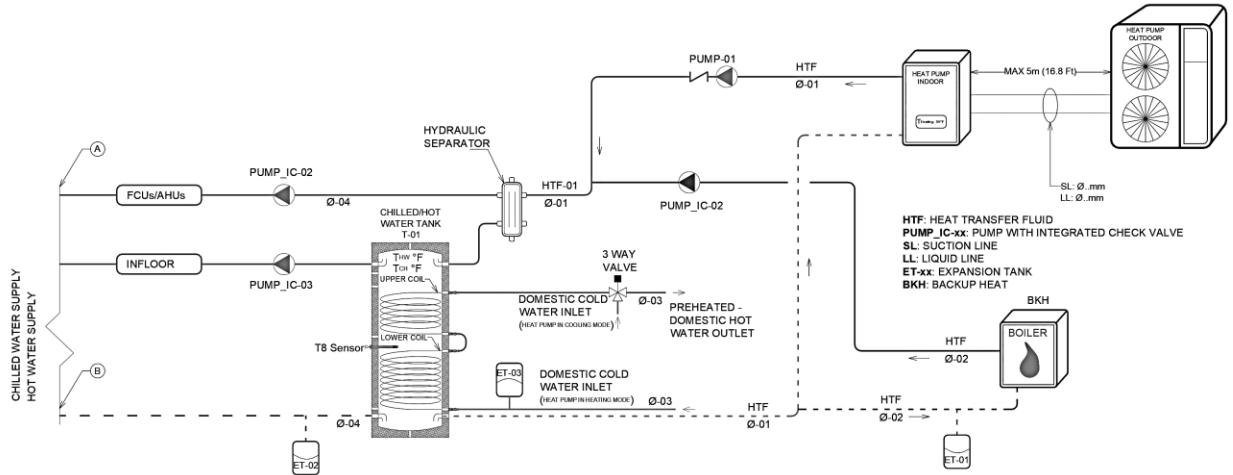 HEAT PUMP
OUTDOOR
PUMP-01
HTF
Ø-01
HEAT PUMP
INDOOR
MAX 5m (16.8 Ft)
HYDRAULIC
SEPARATOR
A
PUMP_IC-02
FCUs/AHUs
Ø-04
HTF-01
Ø-01
PUMP_IC-02
SL: Ø..mm
LL: Ø..mm
CHILLED/HOT
WATER TANK
T-01
HTF: HEAT TRANSFER FLUID
PUMP_IC-xx: PUMP WITH INTEGRATED CHECK VALVE
SL: SUCTION LINE
LL: LIQUID LINE
ET-xx: EXPANSION TANK
BKH: BACKUP HEAT
INFLOOR
PUMP_IC-03
THW °F
TCH °F
UPPER COIL
3 WAY
VALVE
DOMESTIC COLD
WATER INLET
(HEAT PUMP IN COOLING MODE)
Ø-03
PREHEATED -
DOMESTIC HOT
WATER OUTLET
BKH
BOILER
HTF
Ø-02
CHILLED WATER SUPPLY
HOT WATER SUPPLY
LOWER COIL
T8 Sensor
B
ET-03
DOMESTIC COLD
WATER INLET
(HEAT PUMP IN HEATING MODE)
Ø-03
Ø-04
HTF
Ø-01
HTF
Ø-02
ET-02
ET-01